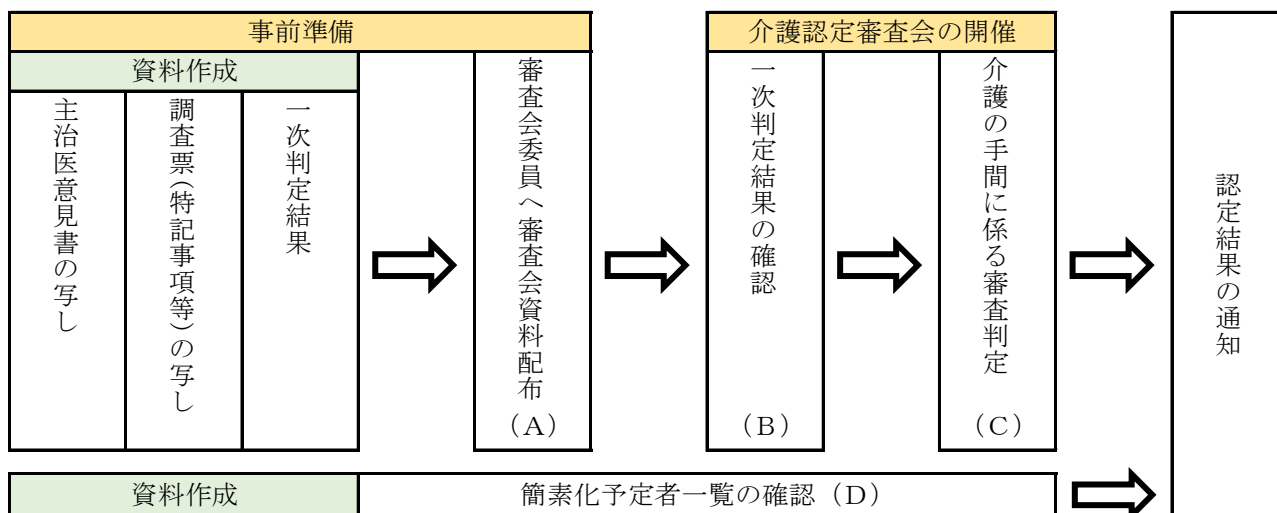 事前準備
資料作成
主治医意見書の写し
調査票(特記事項等)の写し
一次判定結果
審査会委員へ審査会資料配布
(A)
介護認定審査会の開催
一次判定結果の確認
(B)
介護の手間に係る審査判定
(C)
認定結果の通知
資料作成
簡素化予定者一覧の確認(D)